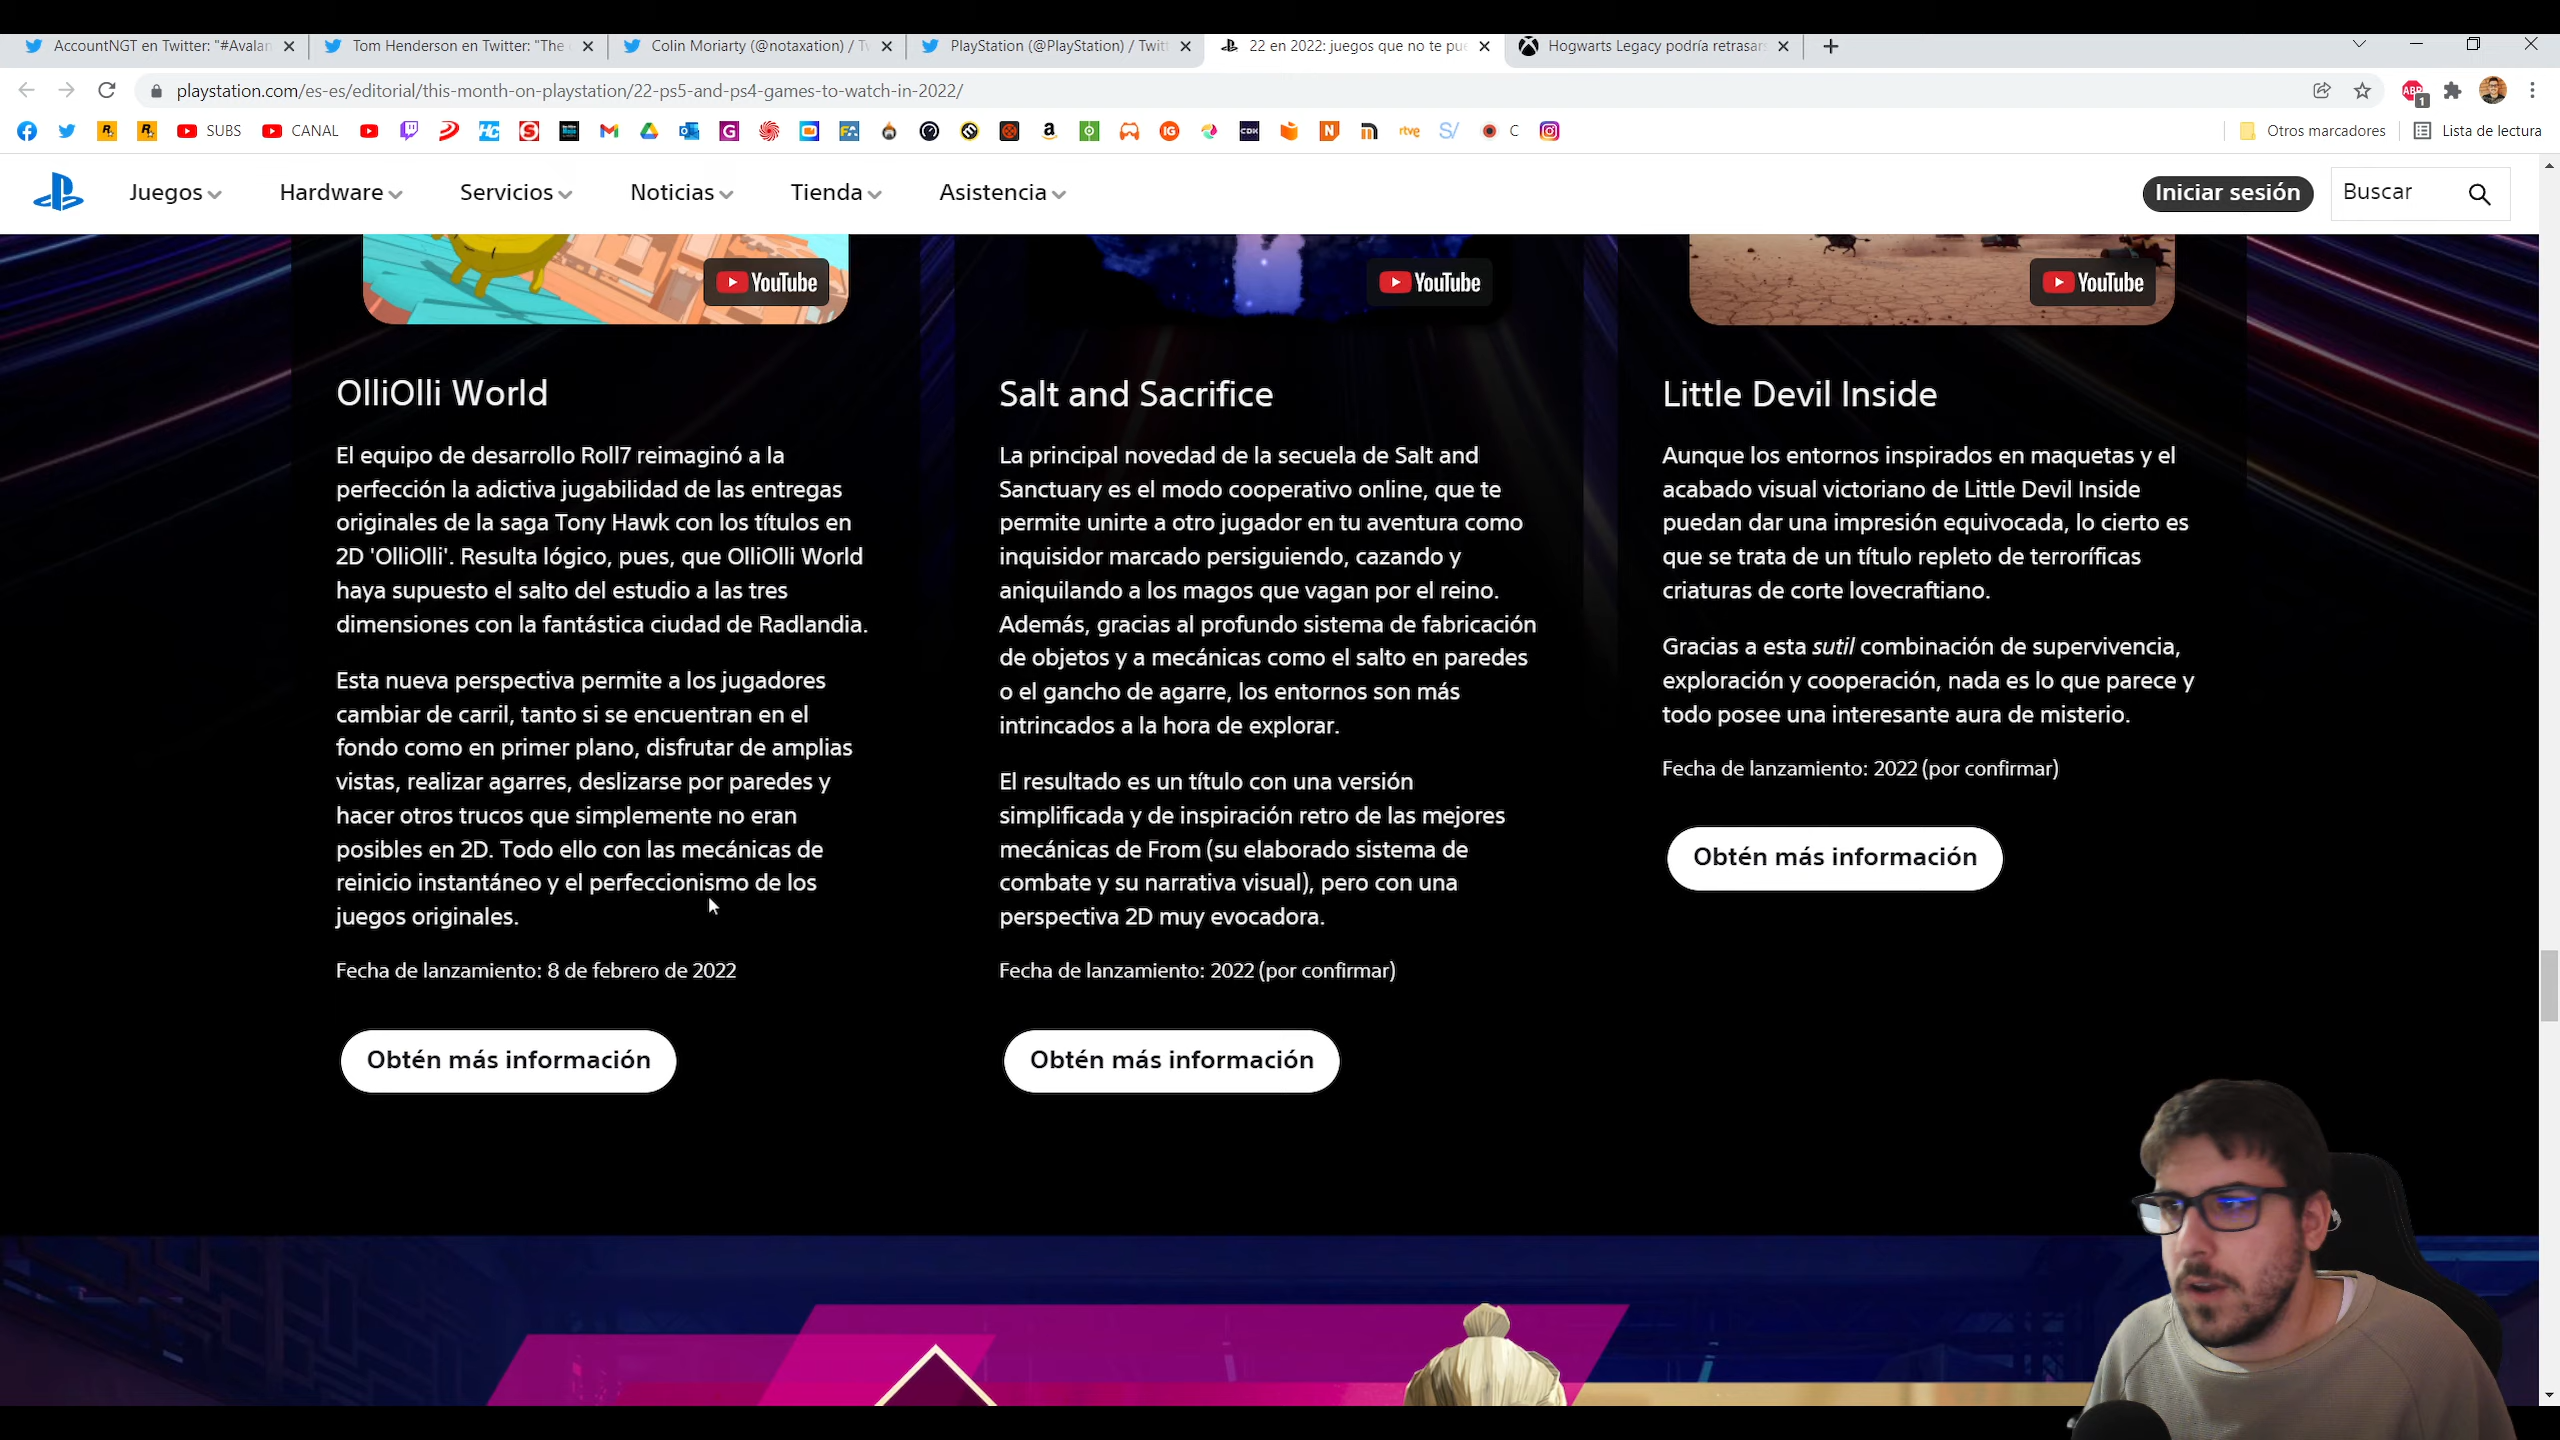 AccountNGT en Twitter: "#Avalan
Tom Henderson en Twitter: "The
Colin Moriarty (@notaxation) / Tw
PlayStation (@PlayStation) / Twitt
22 en 2022: juegos que no te pue
Hogwarts Legacy podría retrasars
playstation.com/es-es/editorial/this-month-on-playstation/22-ps5-and-ps4-games-to-watch-in-2022/
ABP 1
SUBS
CANAL
CDK
rtve
C
Otros marcadores
Lista de lectura
Juegos
Hardware
Servicios
Noticias
Tienda
Asistencia
Iniciar sesión
Buscar
YouTube
YouTube
YouTube
OlliOlli World
El equipo de desarrollo Roll7 reimaginó a la
perfección la adictiva jugabilidad de las entregas
originales de la saga Tony Hawk con los títulos en
2D 'OlliOlli'. Resulta lógico, pues, que OlliOlli World
haya supuesto el salto del estudio a las tres
dimensiones con la fantástica ciudad de Radlandia.
Esta nueva perspectiva permite a los jugadores
cambiar de carril, tanto si se encuentran en el
fondo como en primer plano, disfrutar de amplias
vistas, realizar agarres, deslizarse por paredes y
hacer otros trucos que simplemente no eran
posibles en 2D. Todo ello con las mecánicas de
reinicio instantáneo y el perfeccionismo de los
juegos originales.
Fecha de lanzamiento: 8 de febrero de 2022
Obtén más información
Salt and Sacrifice
La principal novedad de la secuela de Salt and
Sanctuary es el modo cooperativo online, que te
permite unirte a otro jugador en tu aventura como
inquisidor marcado persiguiendo, cazando y
aniquilando a los magos que vagan por el reino.
Además, gracias al profundo sistema de fabricación
de objetos y a mecánicas como el salto en paredes
o el gancho de agarre, los entornos son más
intrincados a la hora de explorar.
El resultado es un título con una versión
simplificada y de inspiración retro de las mejores
mecánicas de From (su elaborado sistema de
combate y su narrativa visual), pero con una
perspectiva 2D muy evocadora.
Fecha de lanzamiento: 2022 (por confirmar)
Obtén más información
Little Devil Inside
Aunque los entornos inspirados en maquetas y el
acabado visual victoriano de Little Devil Inside
puedan dar una impresión equivocada, lo cierto es
que se trata de un título repleto de terroríficas
criaturas de corte lovecraftiano.
Gracias a esta sutil combinación de supervivencia,
exploración y cooperación, nada es lo que parece y
todo posee una interesante aura de misterio.
Fecha de lanzamiento: 2022 (por confirmar)
Obtén más información